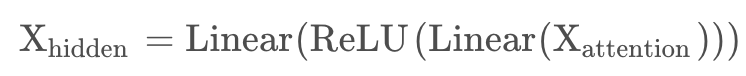 X_hidden = Linear(ReLU(Linear(X_attention)))